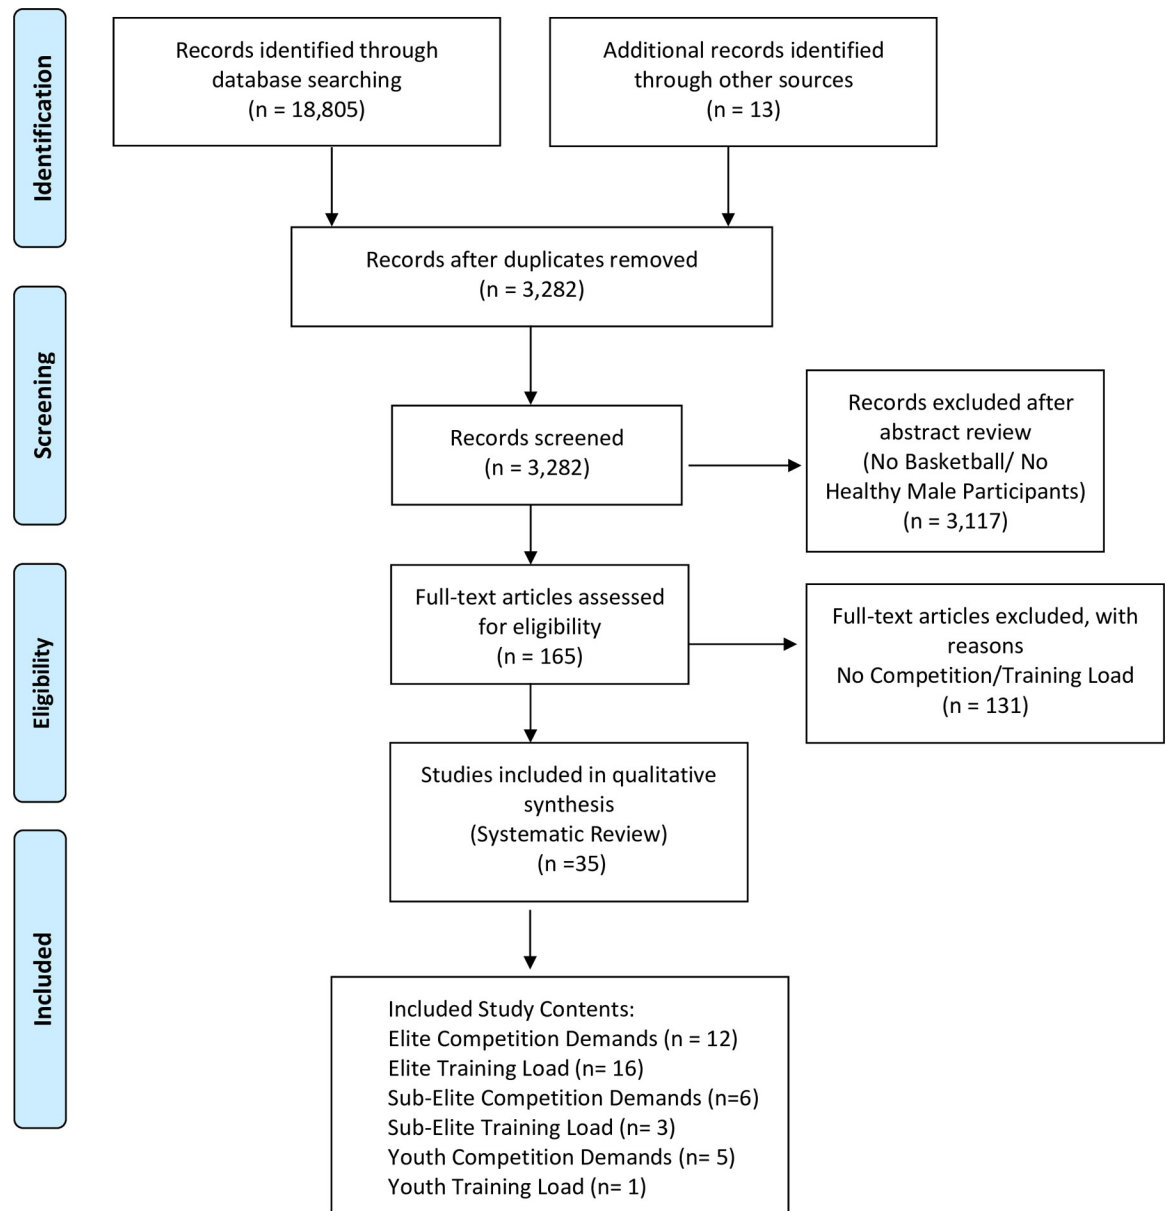 Identification
Records identified through
database searching
(n = 18,805)
Additional records identified
through other sources
(n = 13)
Records after duplicates removed
(n = 3,282)
Screening
Records screened
(n = 3,282)
Records excluded after
abstract review
(No Basketball/ No
Healthy Male Participants)
(n = 3,117)
Eligibility
Full-text articles assessed
for eligibility
(n = 165)
Full-text articles excluded, with
reasons
No Competition/Training Load
(n = 131)
Studies included in qualitative
synthesis
(Systematic Review)
(n =35)
Included
Included Study Contents:
Elite Competition Demands (n = 12)
Elite Training Load (n= 16)
Sub-Elite Competition Demands (n=6)
Sub-Elite Training Load (n= 3)
Youth Competition Demands (n= 5)
Youth Training Load (n= 1)